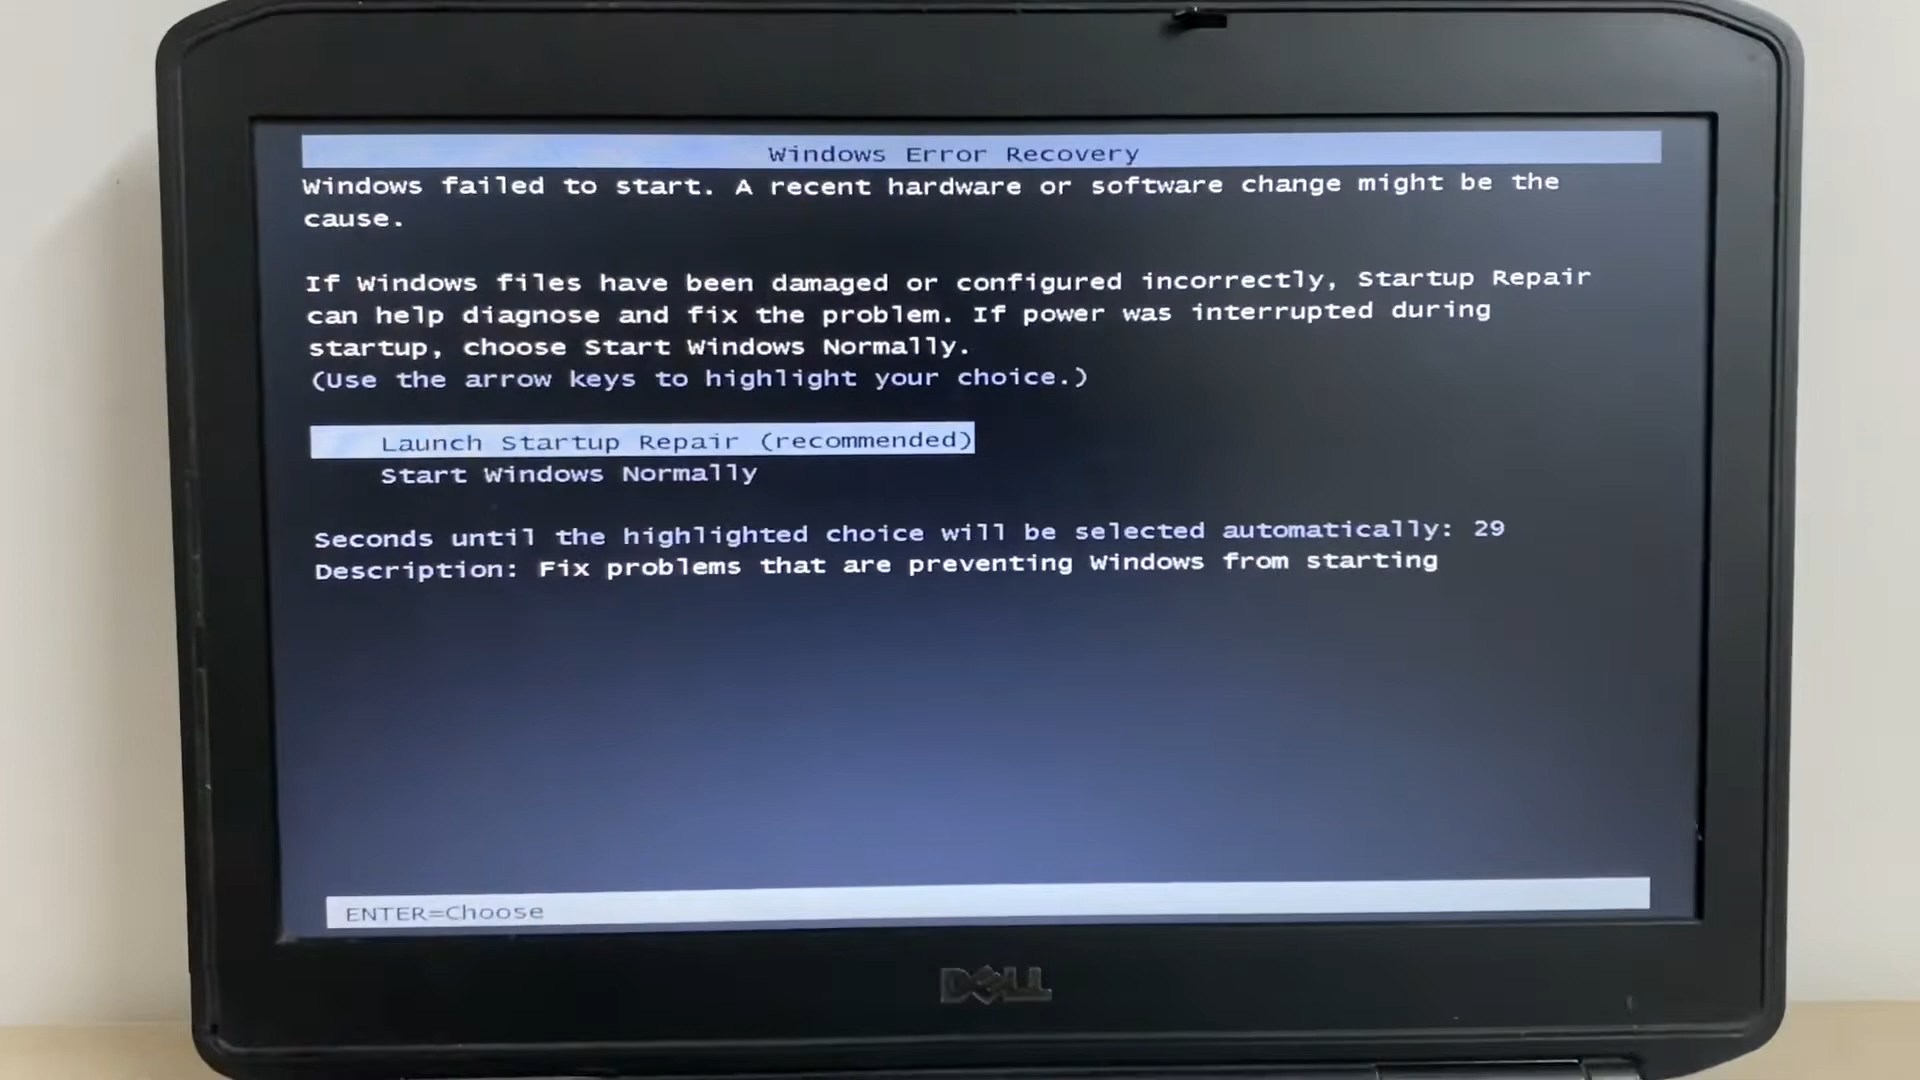 Windows Error Recovery
Windows failed to start. A recent hardware or software change might be the
cause.
If Windows files have been damaged or configured incorrectly, Startup Repair
can help diagnose and fix the problem. If power was interrupted during
startup, choose Start Windows Normally.
(Use the arrow keys to highlight your choice.)
Launch Startup Repair (recommended)
Start Windows Normally
Seconds until the highlighted choice will be selected automatically: 29
Description: Fix problems that are preventing Windows from starting
ENTER=Choose
DELL